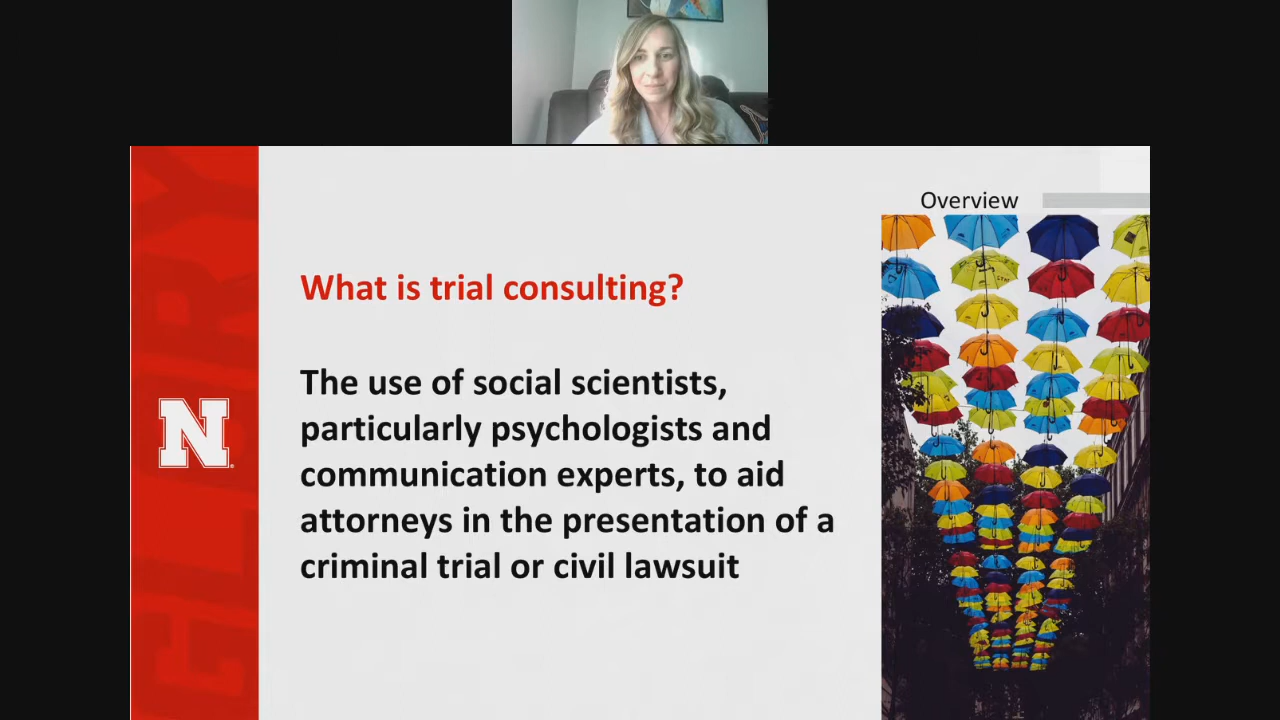 Overview
What is trial consulting?
The use of social scientists,
particularly psychologists and
communication experts, to aid
attorneys in the presentation of a
criminal trial or civil lawsuit
N